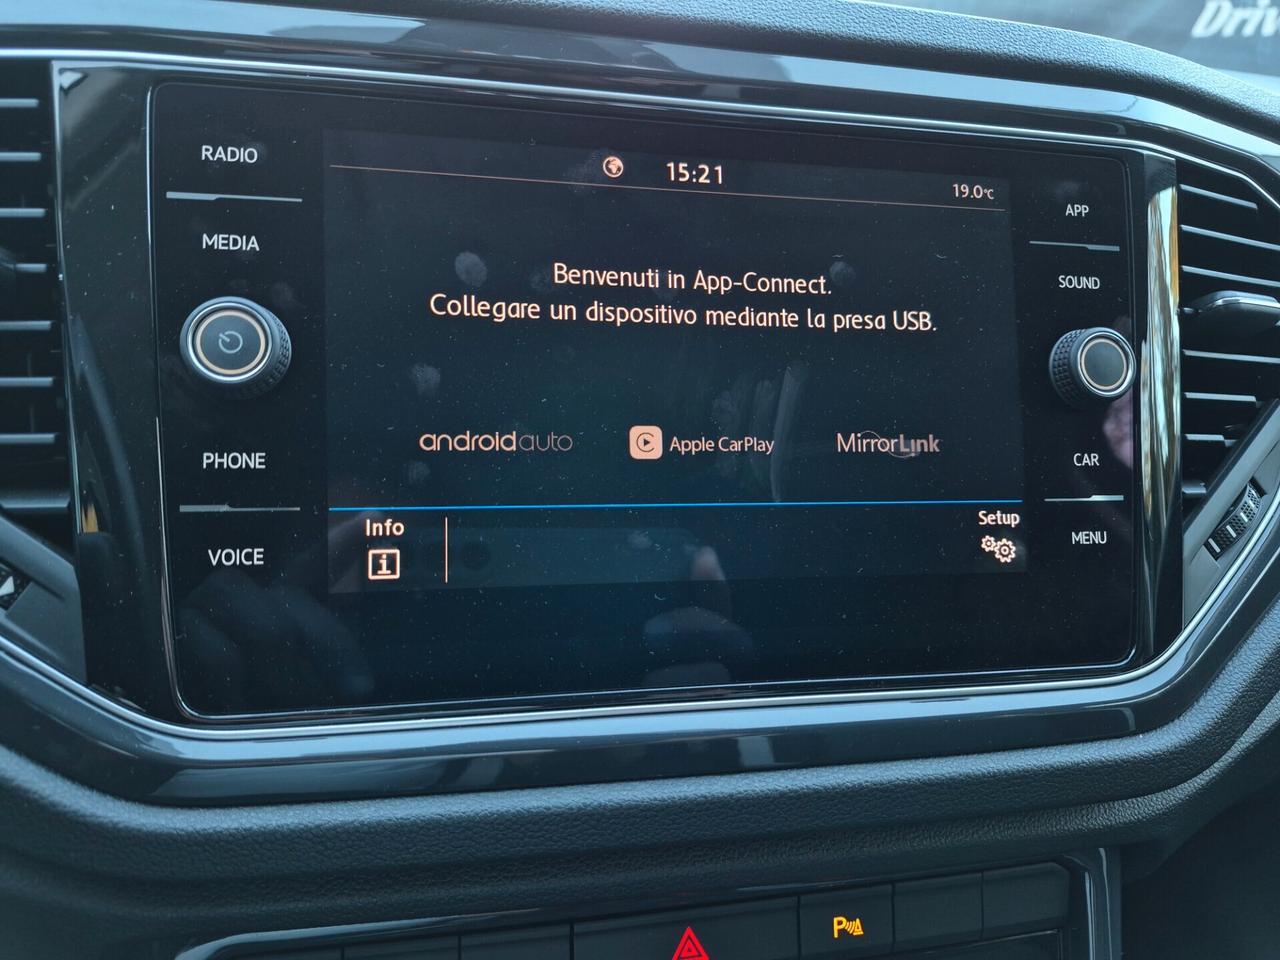 RADIO
MEDIA
PHONE
VOICE
15:21
19.0°C
Benvenuti in App-Connect.
Collegare un dispositivo mediante la presa USB.
androidauto
Apple CarPlay
MirrorLink
Info
i
Setup
APP
SOUND
CAR
MENU
P